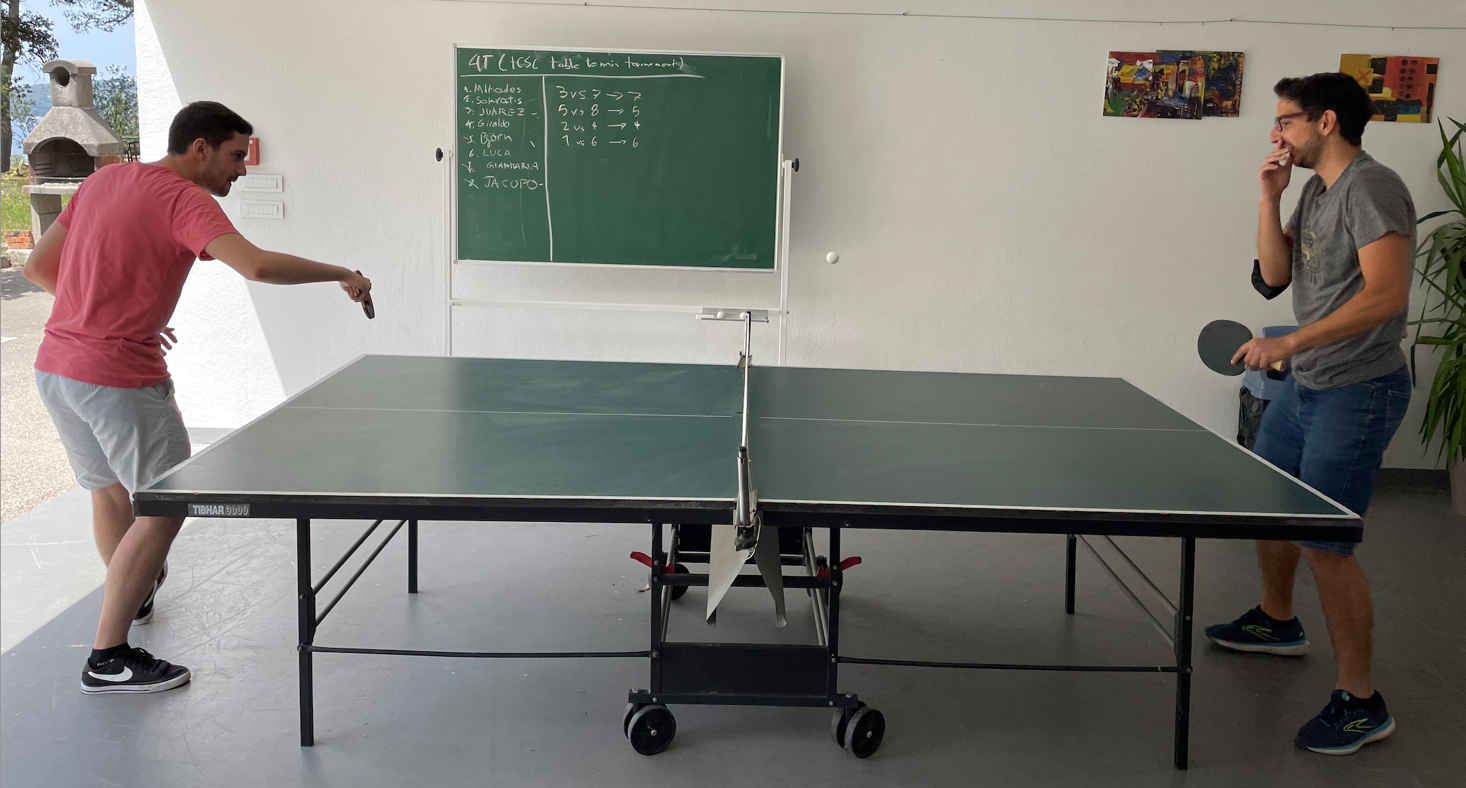 4T (tCSC table tennis tournament)
1. Miltiades
2. Sokratis
3. JUAREZ -
4. Giraldo
5. Björn
6. LUCA
7. GIANMARIA
8. JACOPO -
3 vs 7 → 7
5 vs 8 → 5
2 vs 4 → 4
1 vs 6 → 6
TIBHAR 3000